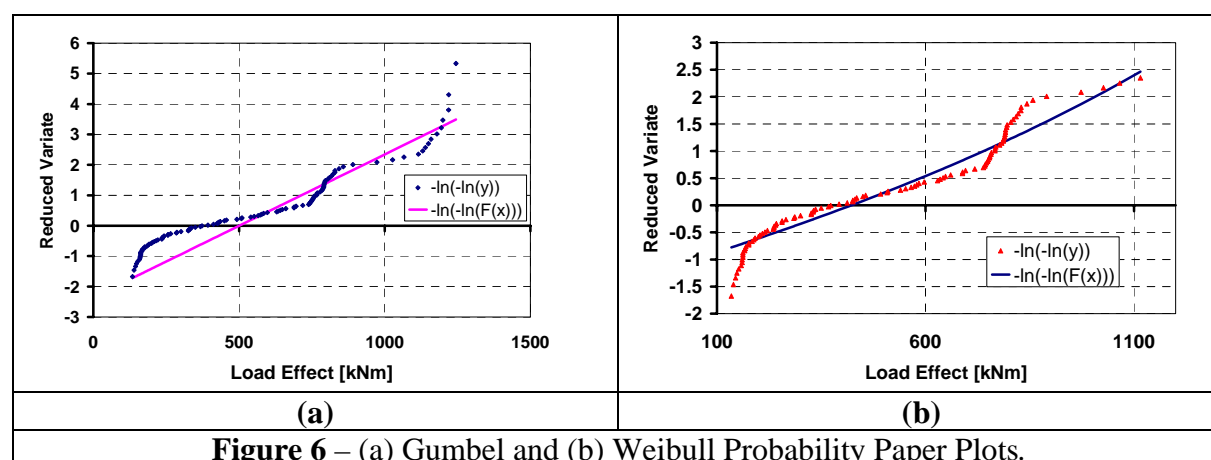 6
5
4
3
2
1
0
-1
-2
-3
Reduced Variate
0
500
1000
1500
Load Effect [kNm]
-ln(-ln(y))
-ln(-ln(F(x)))
(a)
3
2.5
2
1.5
1
0.5
0
-0.5
-1
-1.5
-2
Reduced Variate
100
600
1100
Load Effect [kNm]
-ln(-ln(y))
-ln(-ln(F(x)))
(b)
Figure 6 – (a) Gumbel and (b) Weibull Probability Paper Plots.